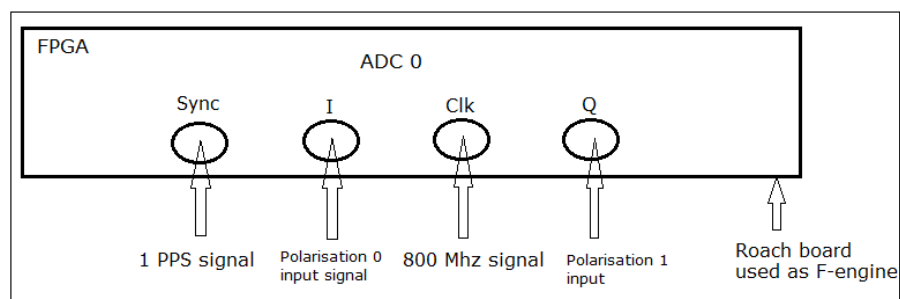 FPGA
ADC 0
Sync
I
Clk
Q
1 PPS signal
Polarisation 0
input signal
800 Mhz signal
Polarisation 1
input
Roach board
used as F-engine